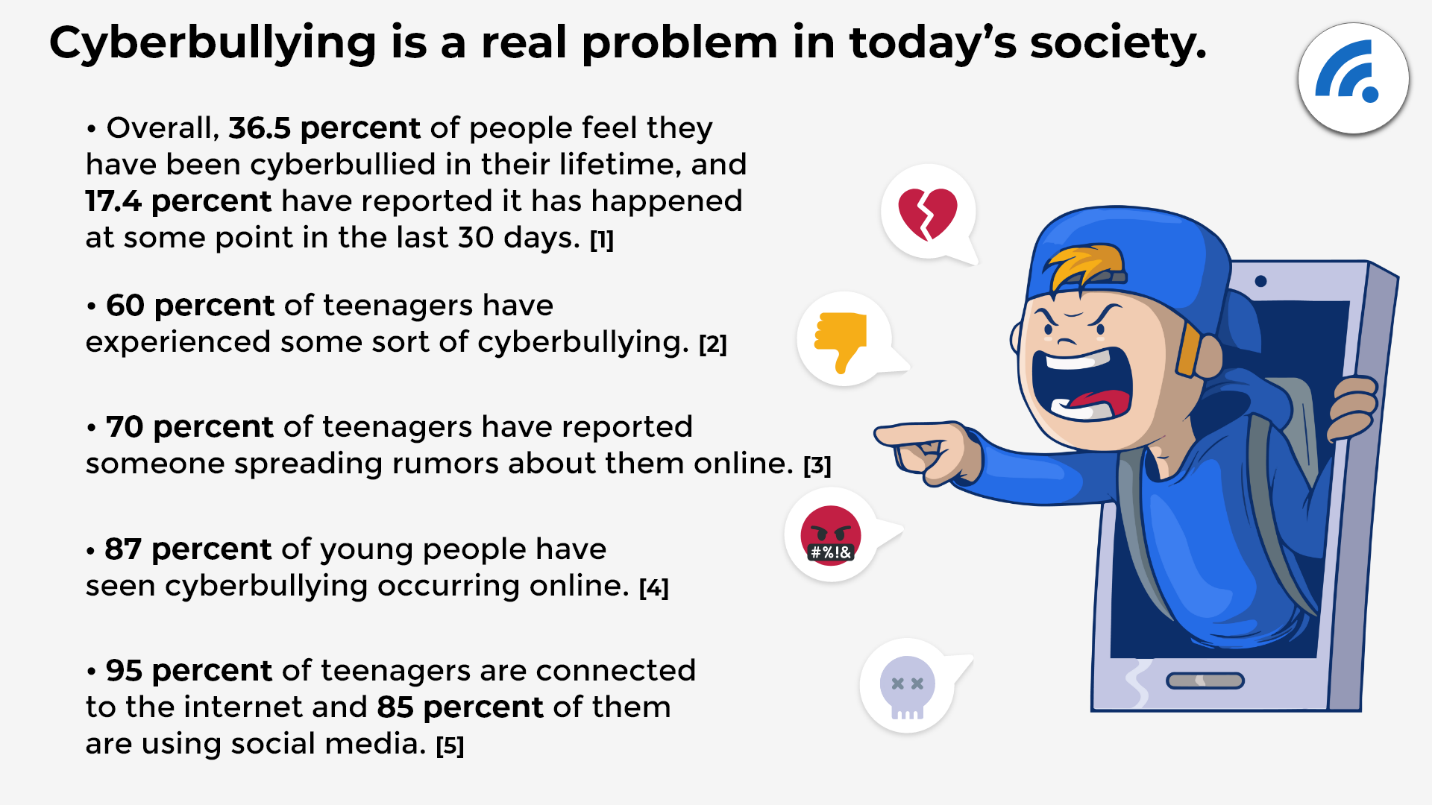 Cyberbullying is a real problem in today’s society.
• Overall, 36.5 percent of people feel they
have been cyberbullied in their lifetime, and
17.4 percent have reported it has happened
at some point in the last 30 days. [1]
• 60 percent of teenagers have
experienced some sort of cyberbullying. [2]
• 70 percent of teenagers have reported
someone spreading rumors about them online. [3]
#%!&
• 87 percent of young people have
seen cyberbullying occurring online. [4]
• 95 percent of teenagers are connected
to the internet and 85 percent of them
are using social media. [5]